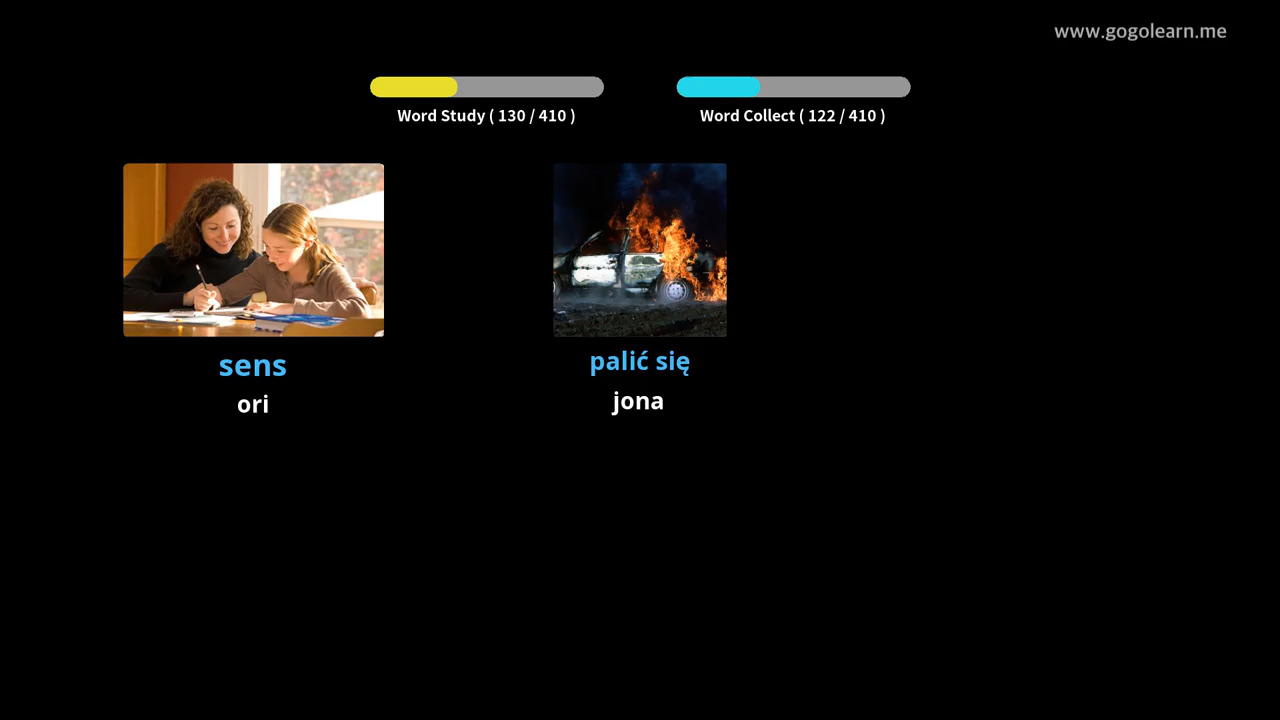 www.gogolearn.me
Word Study ( 130 / 410 )
Word Collect ( 122 / 410 )
sens
ori
palić się
jona